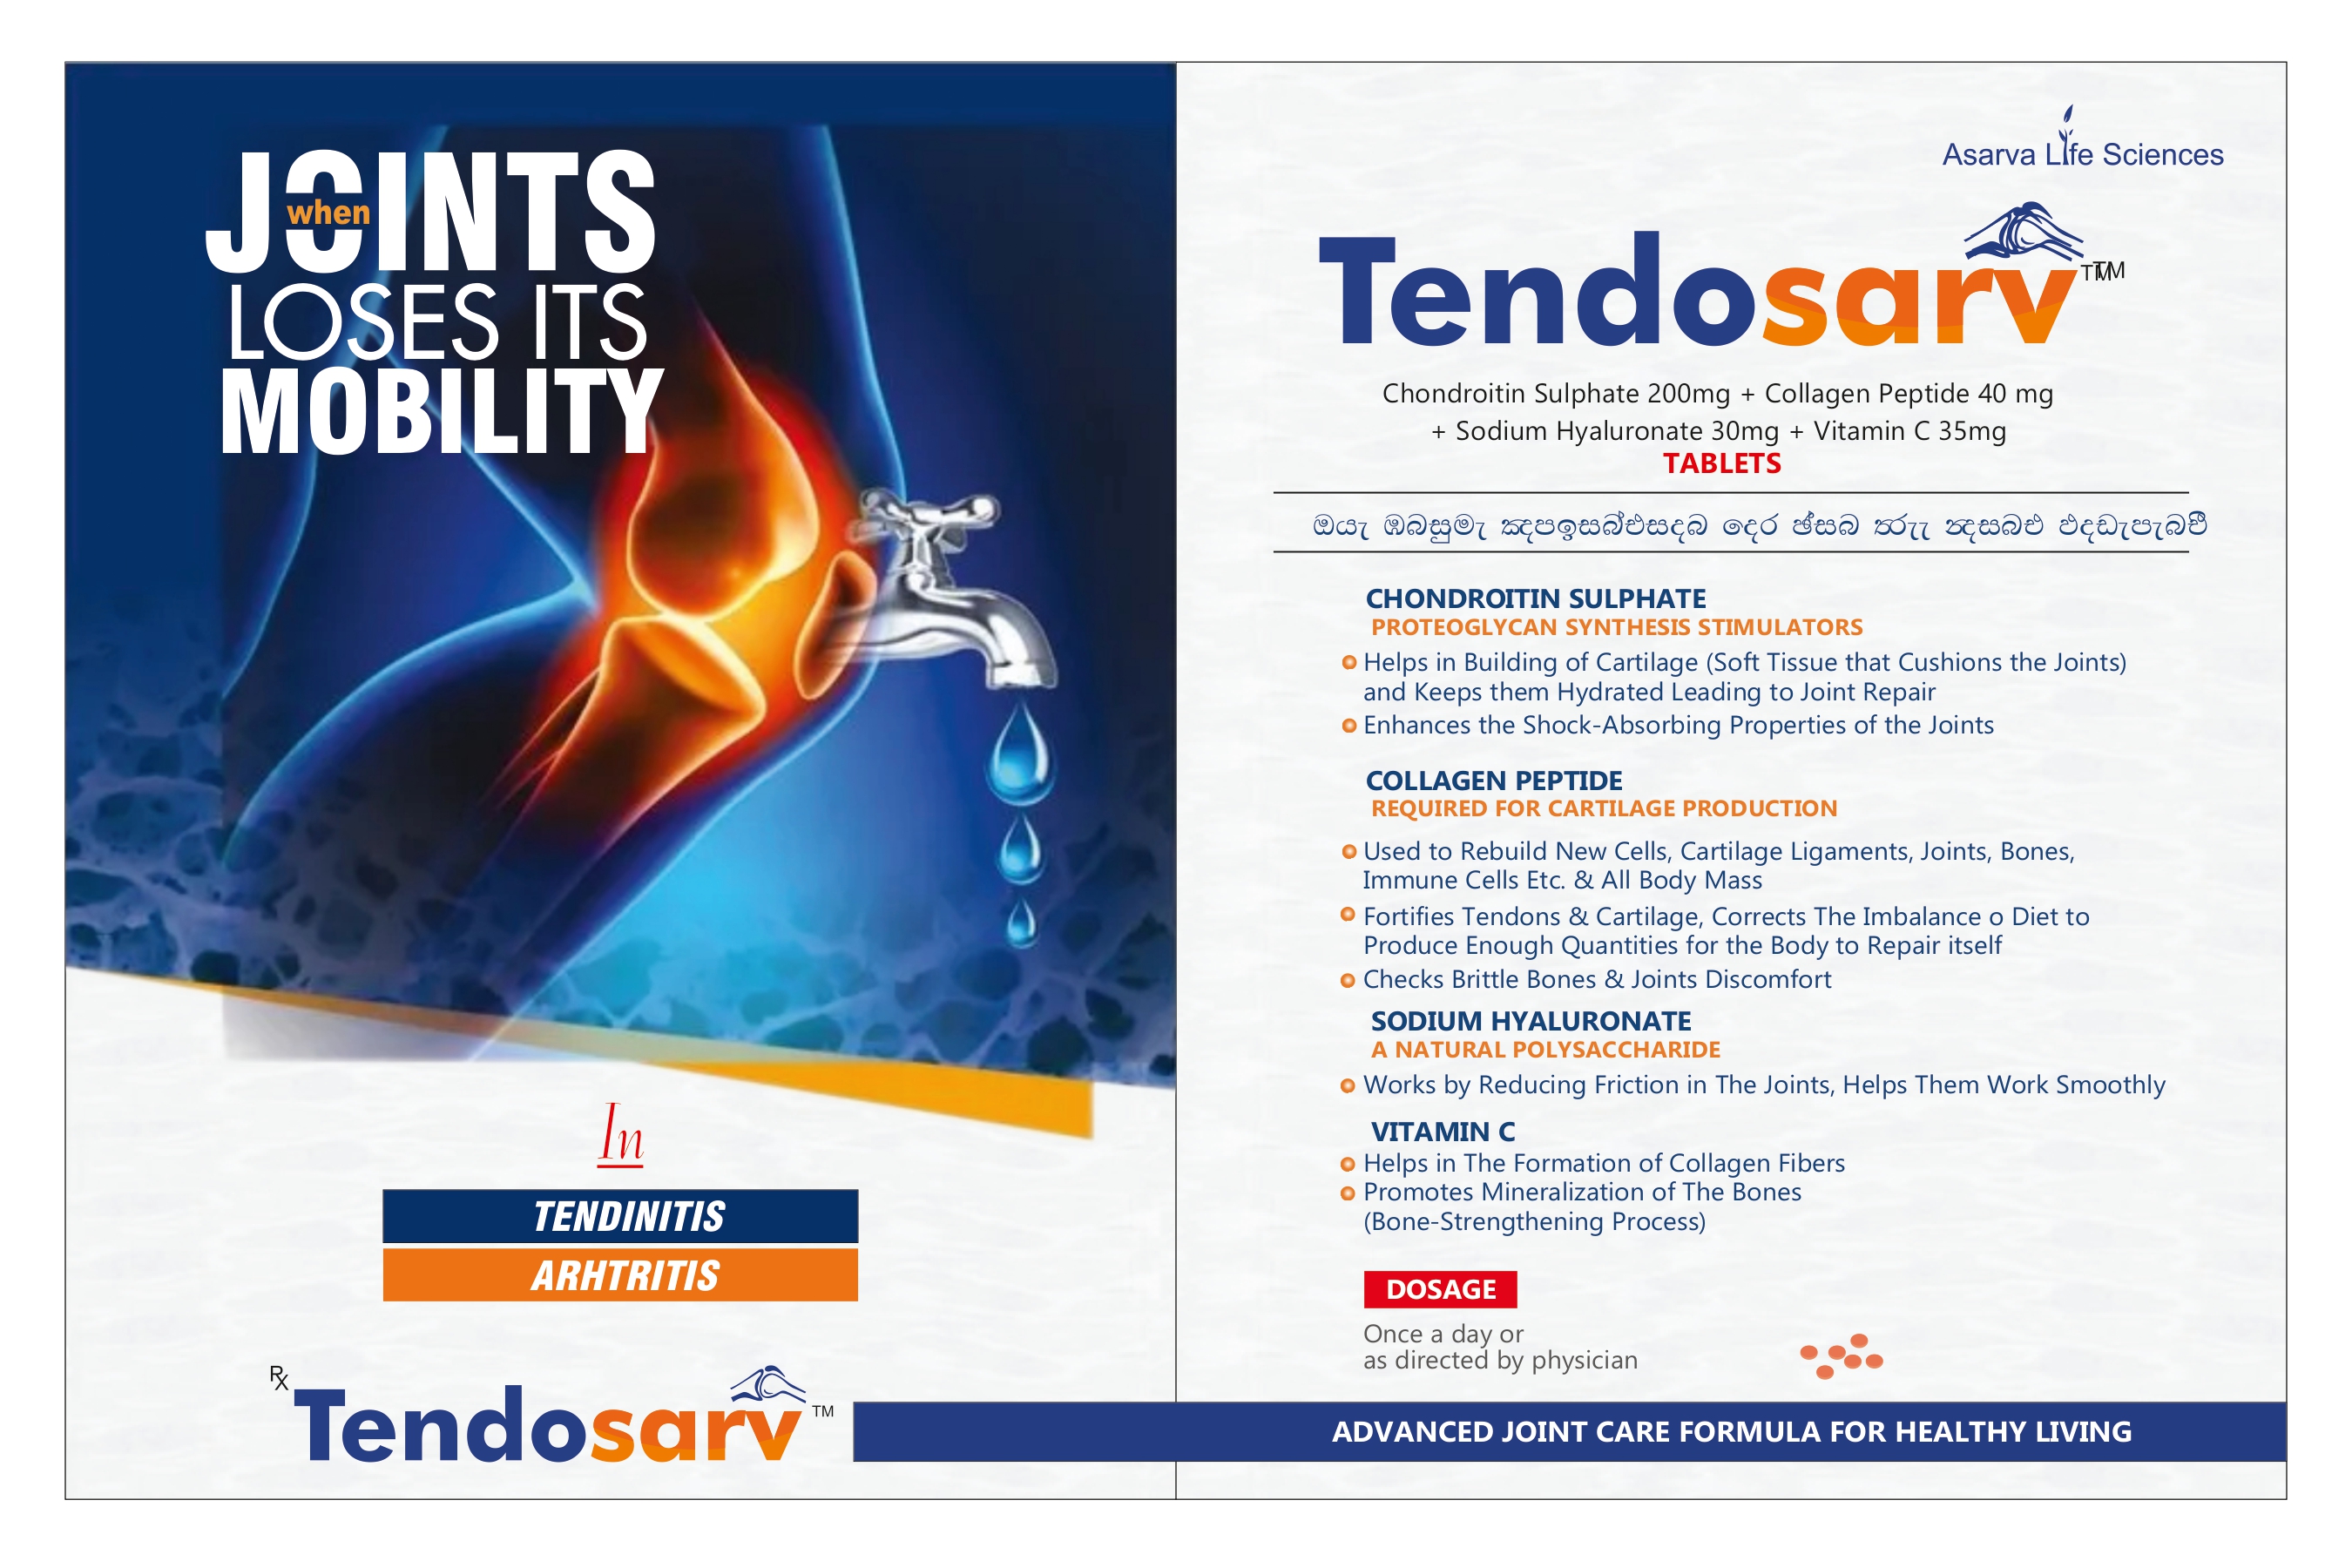 when
JOINTS
LOSES ITS
MOBILITY
In
TENDINITIS
ARHTRITIS
Rx
Tendosarv TM
Asarva Life Sciences
Tendosarv TM TM
Chondroitin Sulphate 200mg + Collagen Peptide 40 mg
+ Sodium Hyaluronate 30mg + Vitamin C 35mg
TABLETS
CHONDROITIN SULPHATE
PROTEOGLYCAN SYNTHESIS STIMULATORS
Helps in Building of Cartilage (Soft Tissue that Cushions the Joints)
and Keeps them Hydrated Leading to Joint Repair
Enhances the Shock-Absorbing Properties of the Joints
COLLAGEN PEPTIDE
REQUIRED FOR CARTILAGE PRODUCTION
Used to Rebuild New Cells, Cartilage Ligaments, Joints, Bones,
Immune Cells Etc. & All Body Mass
Fortifies Tendons & Cartilage, Corrects The Imbalance o Diet to
Produce Enough Quantities for the Body to Repair itself
Checks Brittle Bones & Joints Discomfort
SODIUM HYALURONATE
A NATURAL POLYSACCHARIDE
Works by Reducing Friction in The Joints, Helps Them Work Smoothly
VITAMIN C
Helps in The Formation of Collagen Fibers
Promotes Mineralization of The Bones
(Bone-Strengthening Process)
DOSAGE
Once a day or
as directed by physician
ADVANCED JOINT CARE FORMULA FOR HEALTHY LIVING